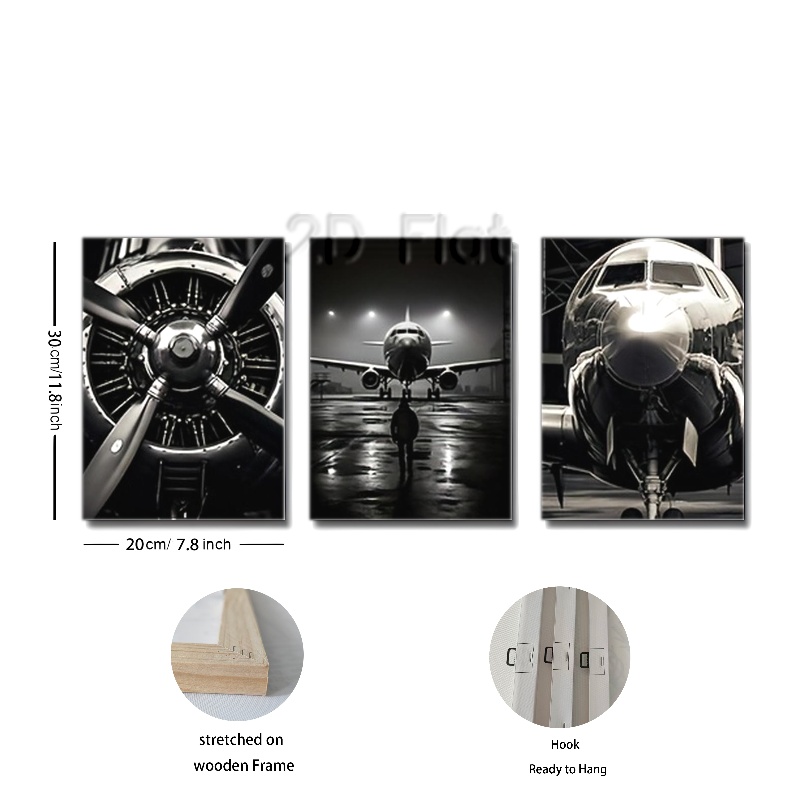 2D Flat
30cm/11.8inch
20cm/ 7.8 inch
stretched on
wooden Frame
Hook
Ready to Hang